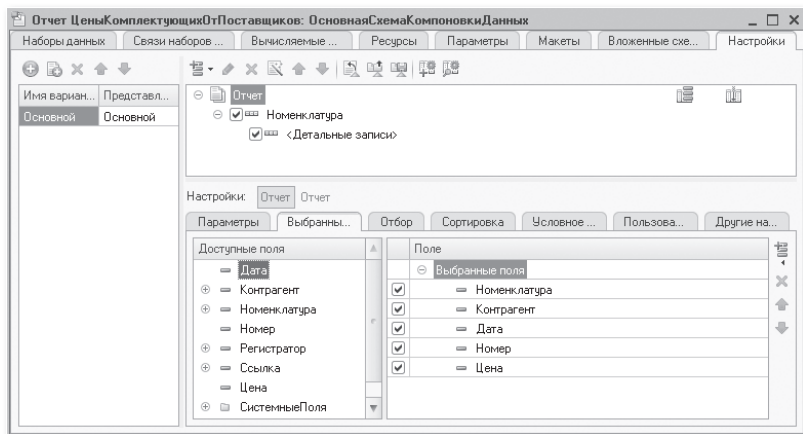 Отчет ЦеныКомплектующихОтПоставщиков: ОсновнаяСхемаКомпоновкиДанных
Наборы данных Связи наборов ... Вычисляемые ... Ресурсы Параметры Макеты Вложенные схе... Настройки
Имя вариан... Представл...
Основной Основной
Отчет
Номенклатура
<Детальные записи>
Настройки: Отчет Отчет
Параметры Выбранны... Отбор Сортировка Условное ... Пользова... Другие на...
Доступные поля Поле
Дата Выбранные поля
Контрагент Номенклатура
Номенклатура Контрагент
Номер Дата
Регистратор Номер
Ссылка Цена
Цена
СистемныеПоля